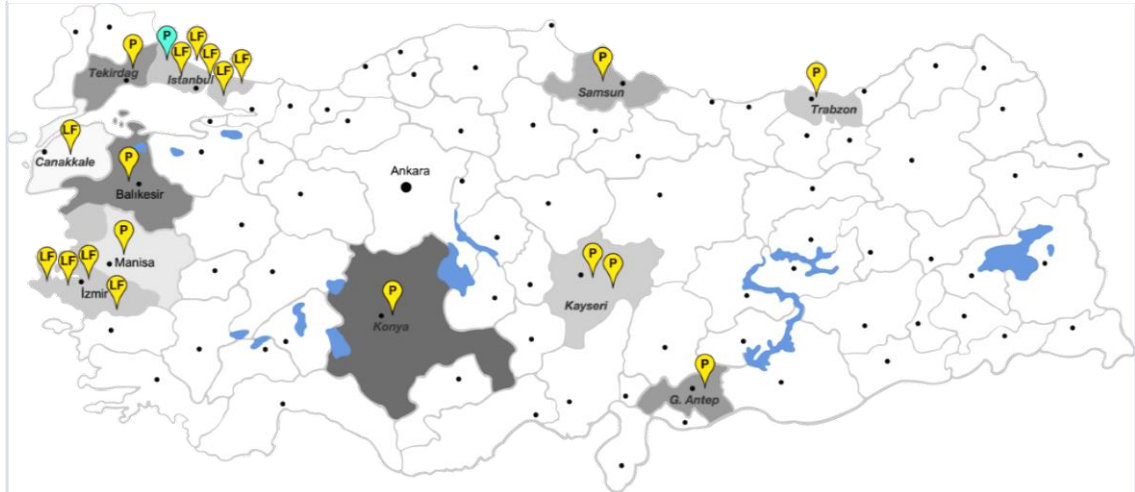 P
P
LF
LF
LF
LF
LF
Tekirdag
Istanbul
P
Samsun
P
Trabzon
LF
Canakkale
P
Balıkesir
Ankara
P
Manisa
LF
LF
LF
İzmir
LF
P
Konya
P
P
Kayseri
P
G. Antep